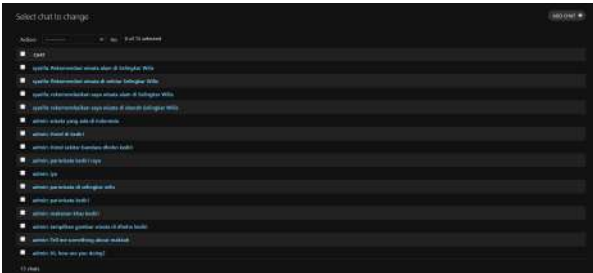 Select chat to change
ADD CHAT +
Action: ---------- Go 0 of 15 selected
CHAT
syarifa: Rekomendasi wisata alam di Selingkar Wilis
syarifa: Rekomendasi wisata di sekitar Selingkar Wilis
syarifa: rekomendasikan saya wisata alam di Selingkar Wilis
syarifa: rekomendasikan saya wisata di daerah Selingkar Wilis
admin: wisata yang ada di indonesia
admin: Hotel di kediri
admin: Hotel sekitar bandara dhoho kediri
admin: pariwisata kediri raya
admin: iya
admin: pariwisata di selingkar wilis
admin: pariwisata kediri
admin: makanan khas kediri
admin: tampilkan gambar wisata di dhoho kediri
admin: Tell me something about makkah
admin: Hi, how are you doing?
15 chats